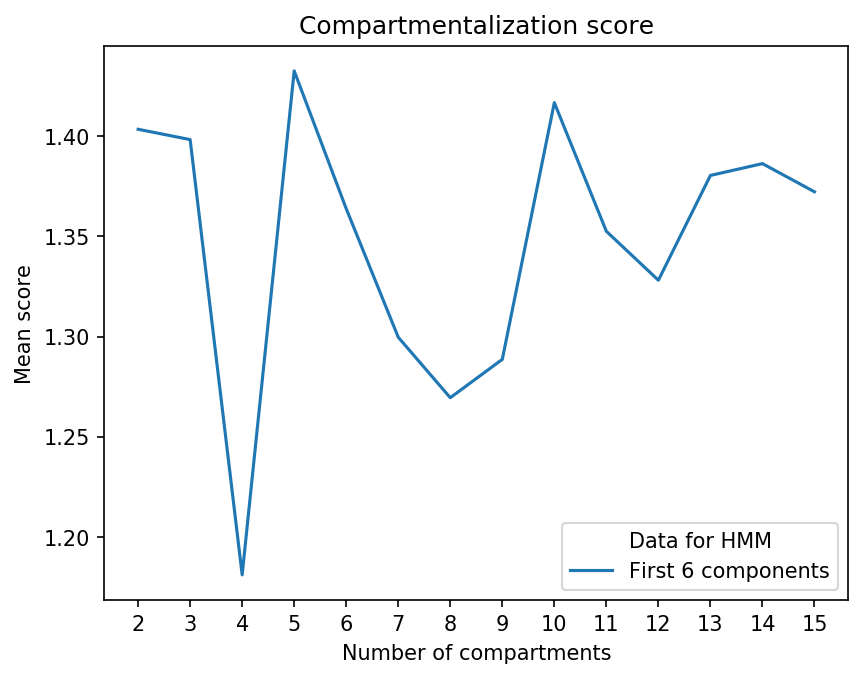 Compartmentalization score
1.40
1.35
1.30
1.25
1.20
Mean score
Data for HMM
First 6 components
2 3 4 5 6 7 8 9 10 11 12 13 14 15
Number of compartments